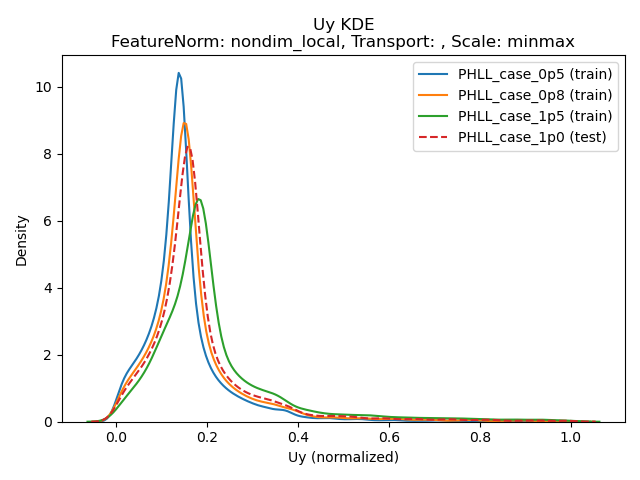 Uy KDE
FeatureNorm: nondim_local, Transport: , Scale: minmax
PHLL_case_0p5 (train)
PHLL_case_0p8 (train)
PHLL_case_1p5 (train)
PHLL_case_1p0 (test)
Density
10
8
6
4
2
0
0.0 0.2 0.4 0.6 0.8 1.0
Uy (normalized)